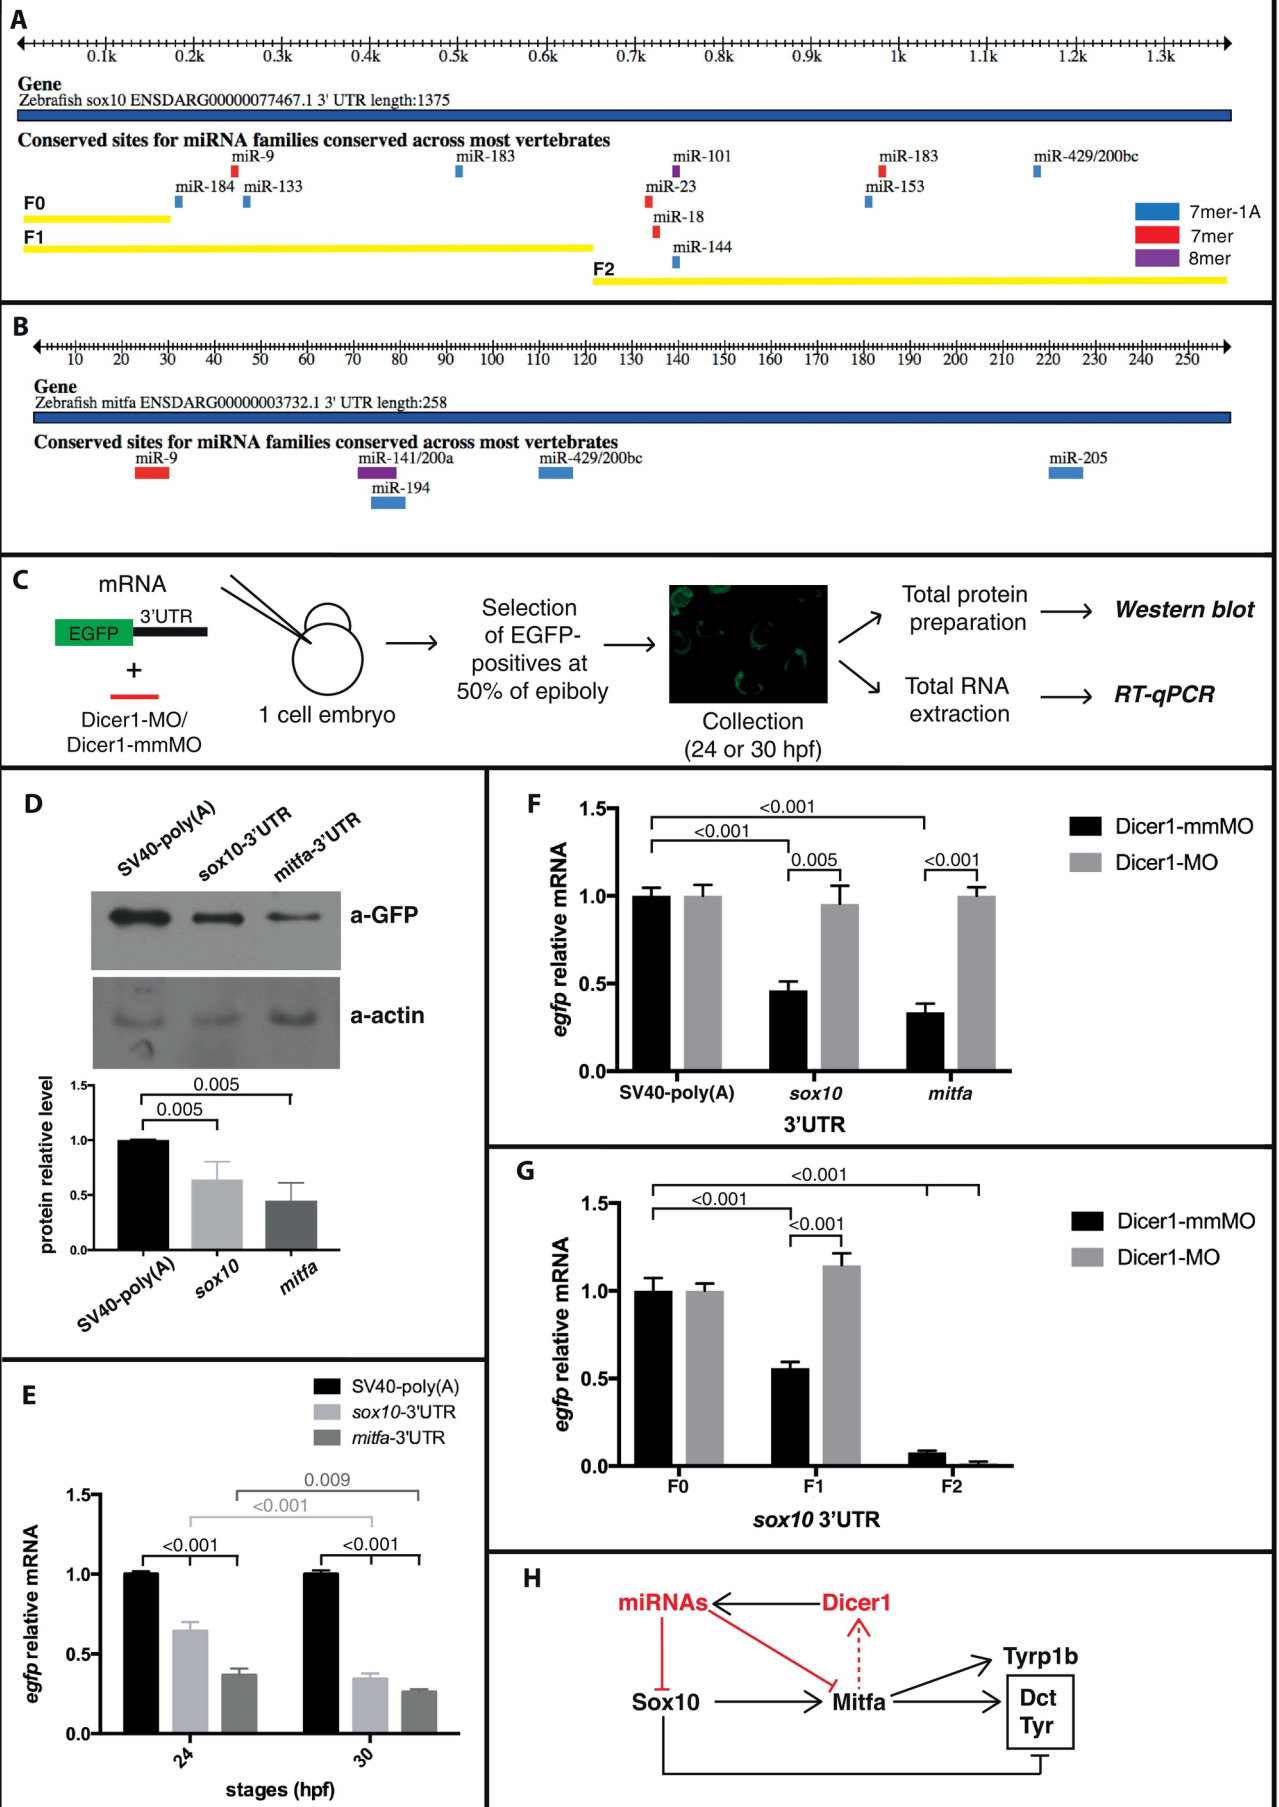 A
0.1k 0.2k 0.3k 0.4k 0.5k 0.6k 0.7k 0.8k 0.9k 1k 1.1k 1.2k 1.3k
Gene
Zebrafish sox10 ENSDARG00000077467.1 3' UTR length:1375
Conserved sites for miRNA families conserved across most vertebrates
miR-9 miR-183 miR-101 miR-183 miR-429/200bc
miR-184 miR-133 miR-23 miR-153
F0
miR-18
F1
miR-144
F2
7mer-1A
7mer
8mer
B
10 20 30 40 50 60 70 80 90 100 110 120 130 140 150 160 170 180 190 200 210 220 230 240 250
Gene
Zebrafish mitfa ENSDARG00000003732.1 3' UTR length:258
Conserved sites for miRNA families conserved across most vertebrates
miR-9 miR-141/200a miR-429/200bc miR-205
miR-194
C
mRNA
EGFP 3'UTR
+
Dicer1-MO/
Dicer1-mmMO
1 cell embryo
Selection
of EGFP-
positives at
50% of epiboly
Collection
(24 or 30 hpf)
Total protein
preparation
Western blot
Total RNA
extraction
RT-qPCR
D
SV40-poly(A) sox10-3'UTR mitfa-3'UTR
a-GFP
a-actin
protein relative level
1.5
1.0
0.5
0.0
0.005
0.005
SV40-poly(A) sox10 mitfa
E
SV40-poly(A)
sox10-3'UTR
mitfa-3'UTR
egfp relative mRNA
1.5
1.0
0.5
0.0
0.009
<0.001
<0.001 <0.001
24 30
stages (hpf)
F
egfp relative mRNA
1.5
1.0
0.5
0.0
<0.001
<0.001
0.005 <0.001
Dicer1-mmMO
Dicer1-MO
SV40-poly(A) sox10 mitfa
3'UTR
G
egfp relative mRNA
1.5
1.0
0.5
0.0
<0.001
<0.001
<0.001
Dicer1-mmMO
Dicer1-MO
F0 F1 F2
sox10 3'UTR
H
miRNAs Dicer1
Tyrp1b
Sox10 Mitfa Dct
Tyr